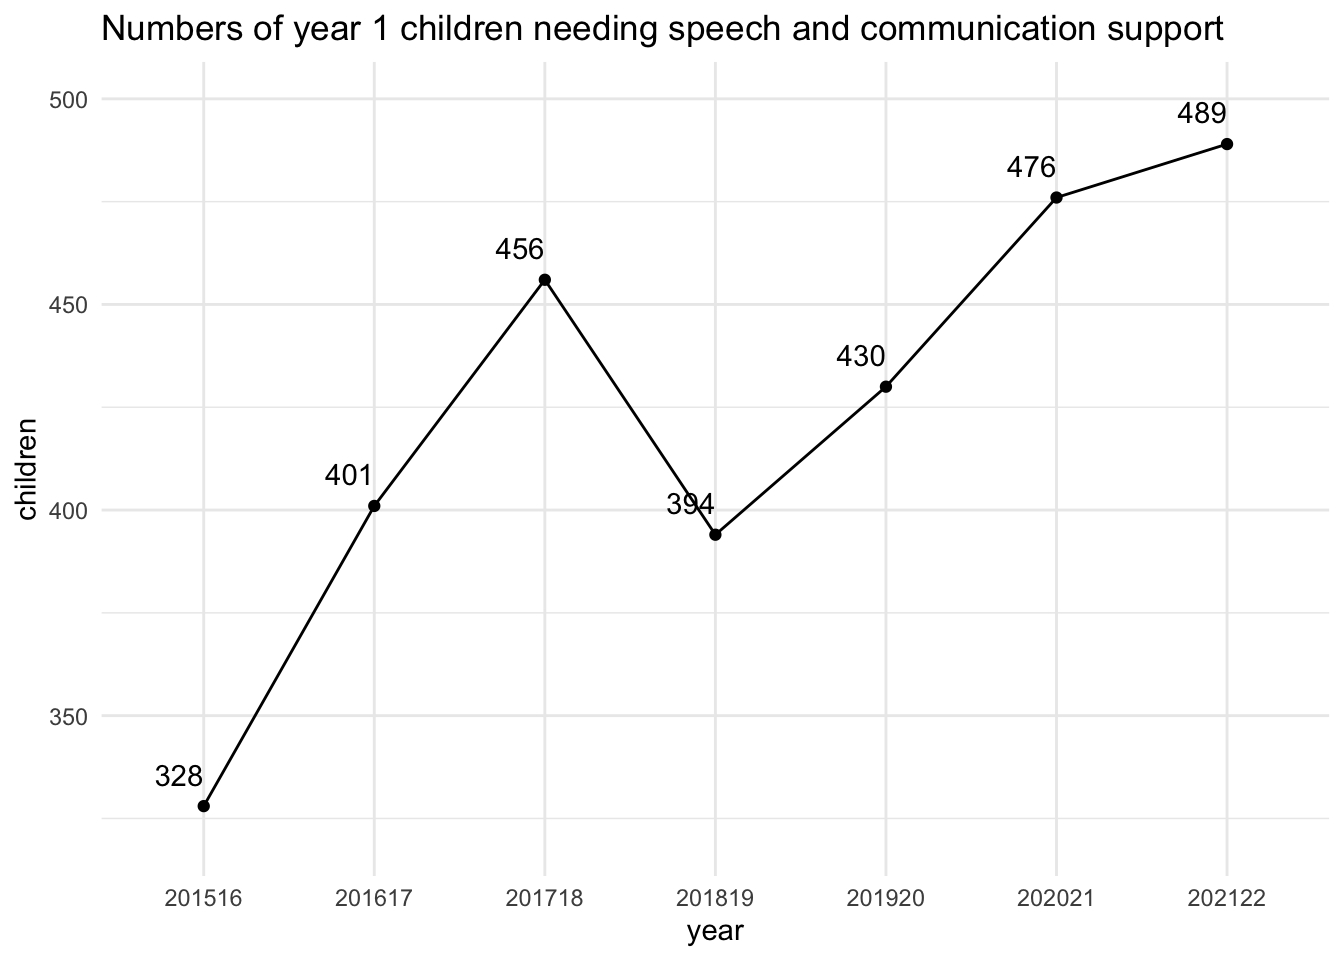 Numbers of year 1 children needing speech and communication support
500
489
476
456
450
430
401
children
394
400
350
328
201516 201617 201718 201819 201920 202021 202122
year